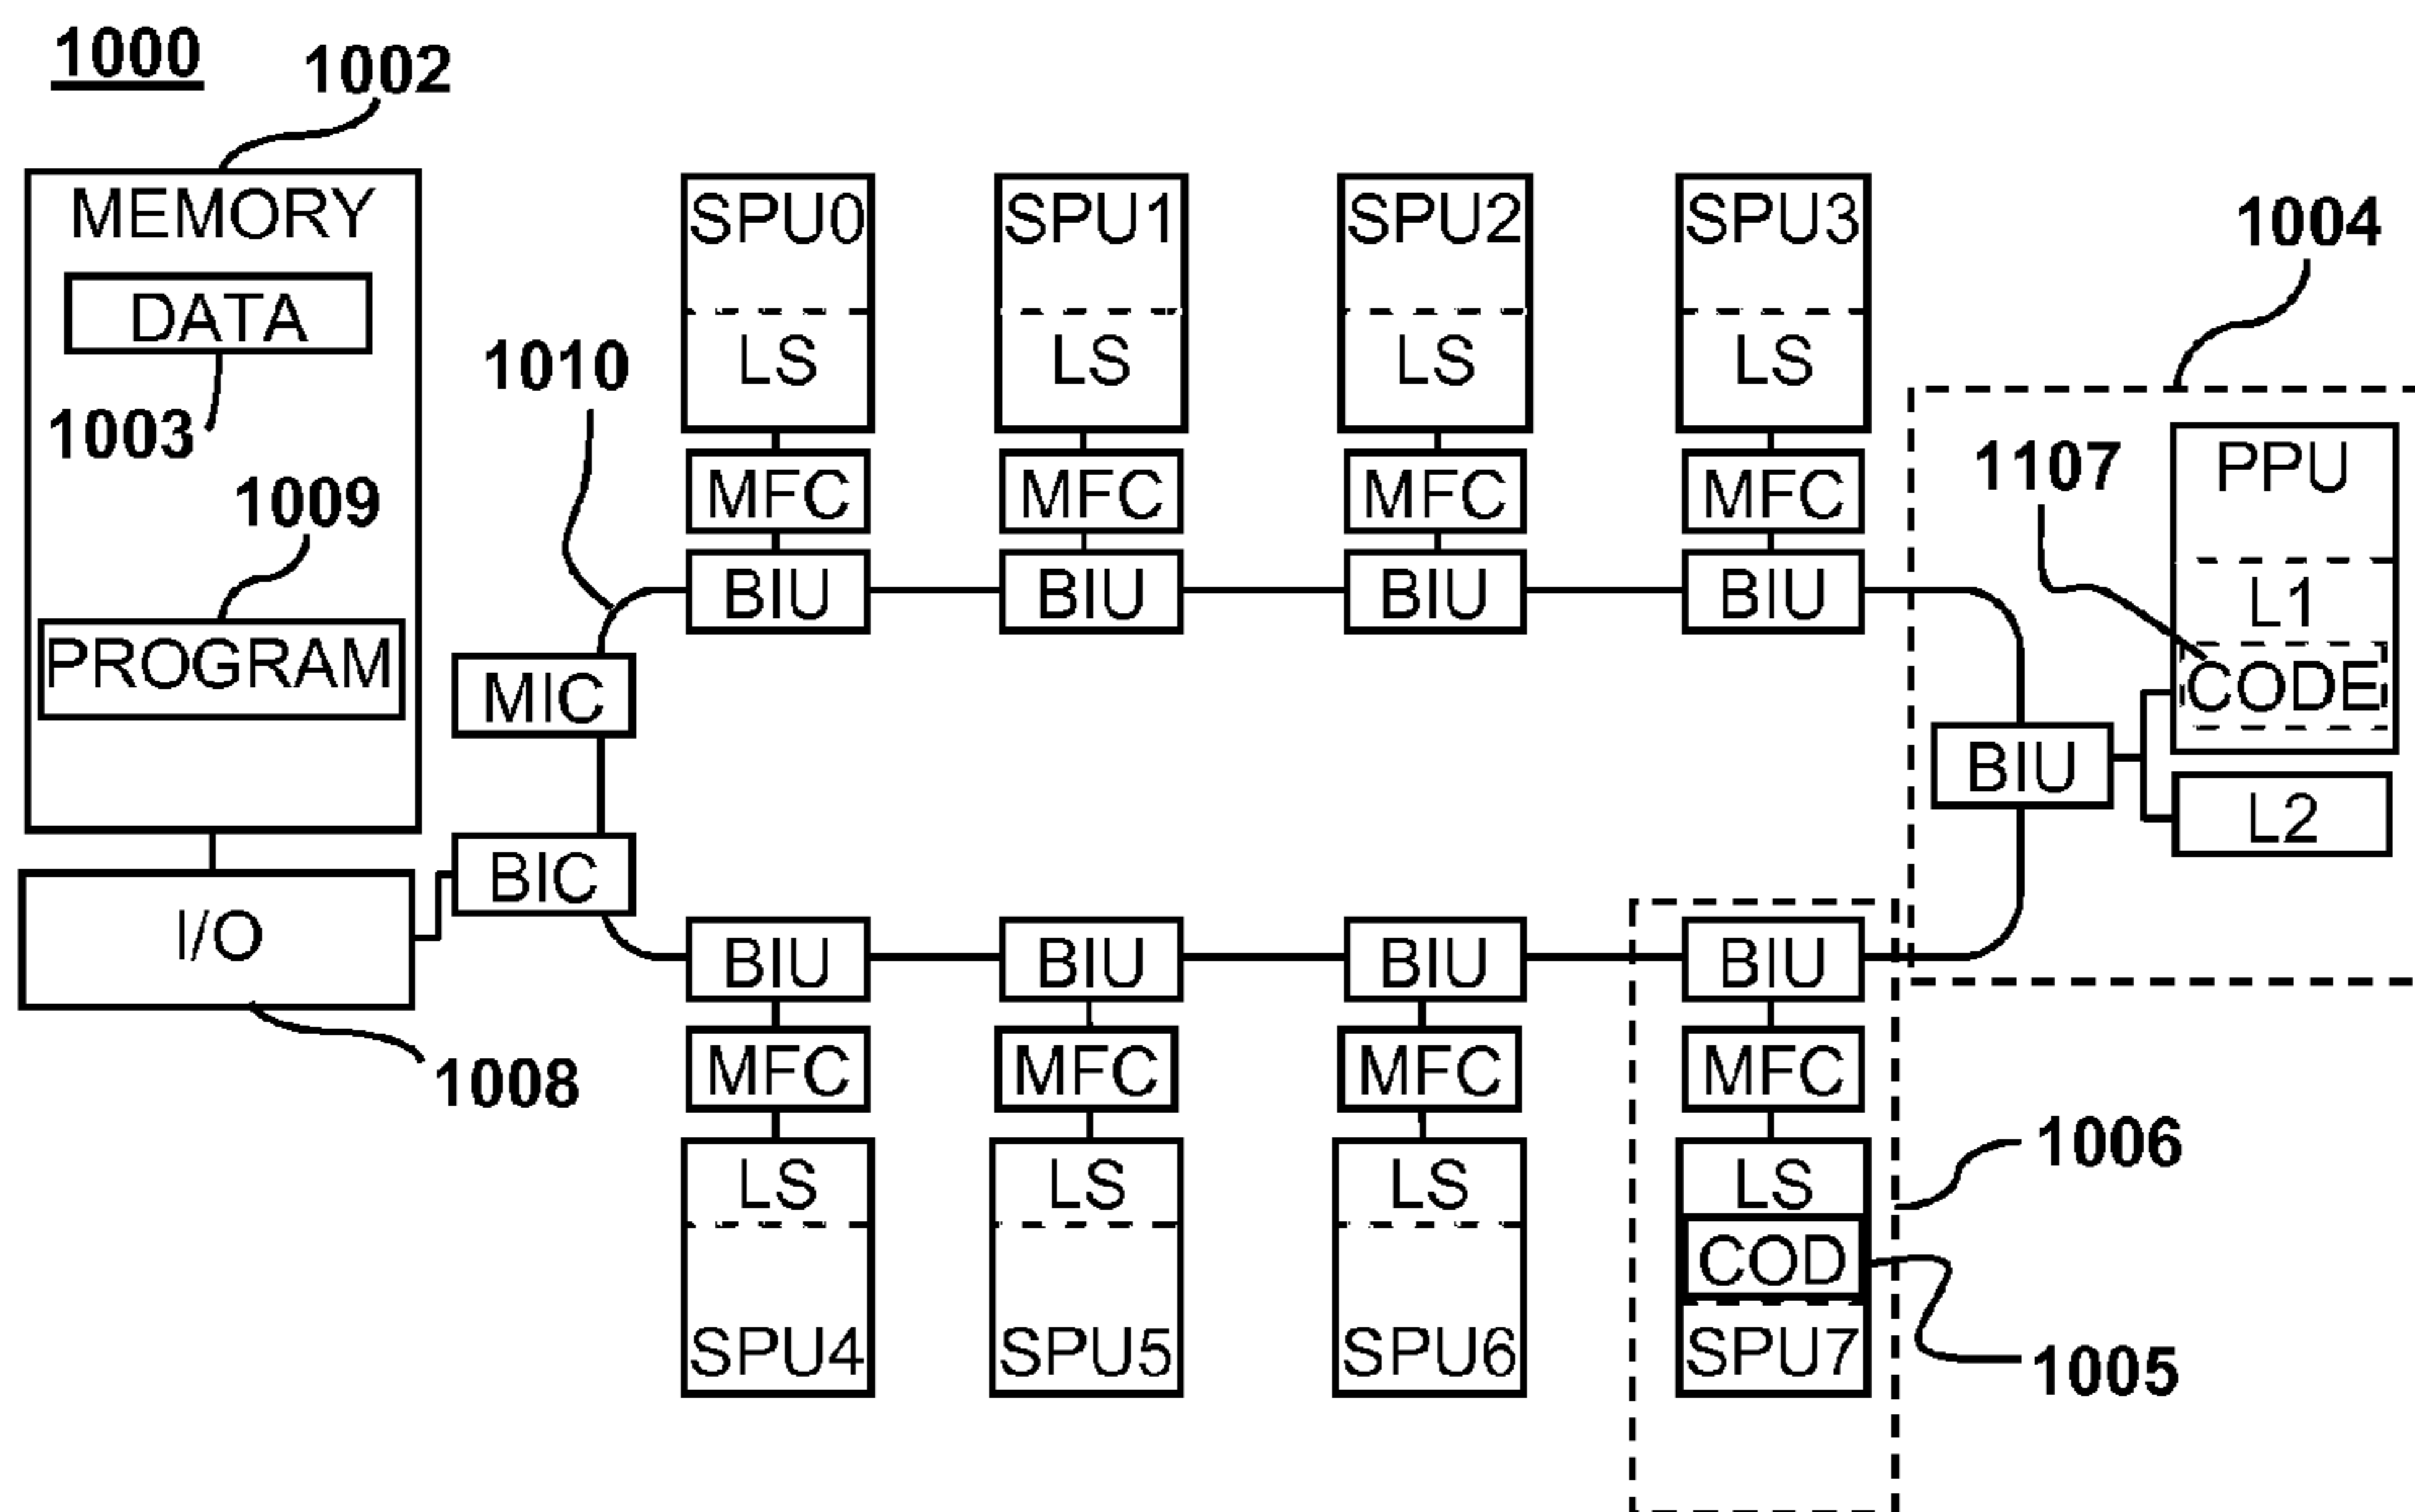 1000
1002
MEMORY
DATA
1003
1009
PROGRAM
I/O
1008
1010
MIC
BIC
SPU0
LS
MFC
BIU
SPU1
LS
MFC
BIU
SPU2
LS
MFC
BIU
SPU3
LS
MFC
BIU
1004
1107
PPU
L1
CODE
BIU
L2
BIU
MFC
LS
SPU4
BIU
MFC
LS
SPU5
BIU
MFC
LS
SPU6
BIU
MFC
LS
COD
SPU7
1006
1005